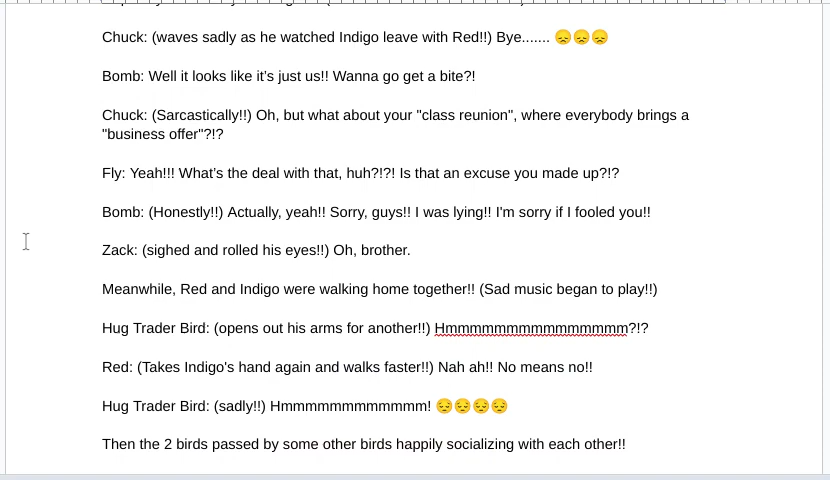 Chuck: (waves sadly as he watched Indigo leave with Red!!) Bye....... 😞😞😞
Bomb: Well it looks like it's just us!! Wanna go get a bite?!
Chuck: (Sarcastically!!) Oh, but what about your "class reunion", where everybody brings a
"business offer"?!?
Fly: Yeah!!! What’s the deal with that, huh?!?! Is that an excuse you made up?!?
Bomb: (Honestly!!) Actually, yeah!! Sorry, guys!! I was lying!! I'm sorry if I fooled you!!
Zack: (sighed and rolled his eyes!!) Oh, brother.
Meanwhile, Red and Indigo were walking home together!! (Sad music began to play!!)
Hug Trader Bird: (opens out his arms for another!!) Hmmmmmmmmmmmmmmmm?!?
Red: (Takes Indigo's hand again and walks faster!!) Nah ah!! No means no!!
Hug Trader Bird: (sadly!!) Hmmmmmmmmmmmm! 😔😔😔😔
Then the 2 birds passed by some other birds happily socializing with each other!!